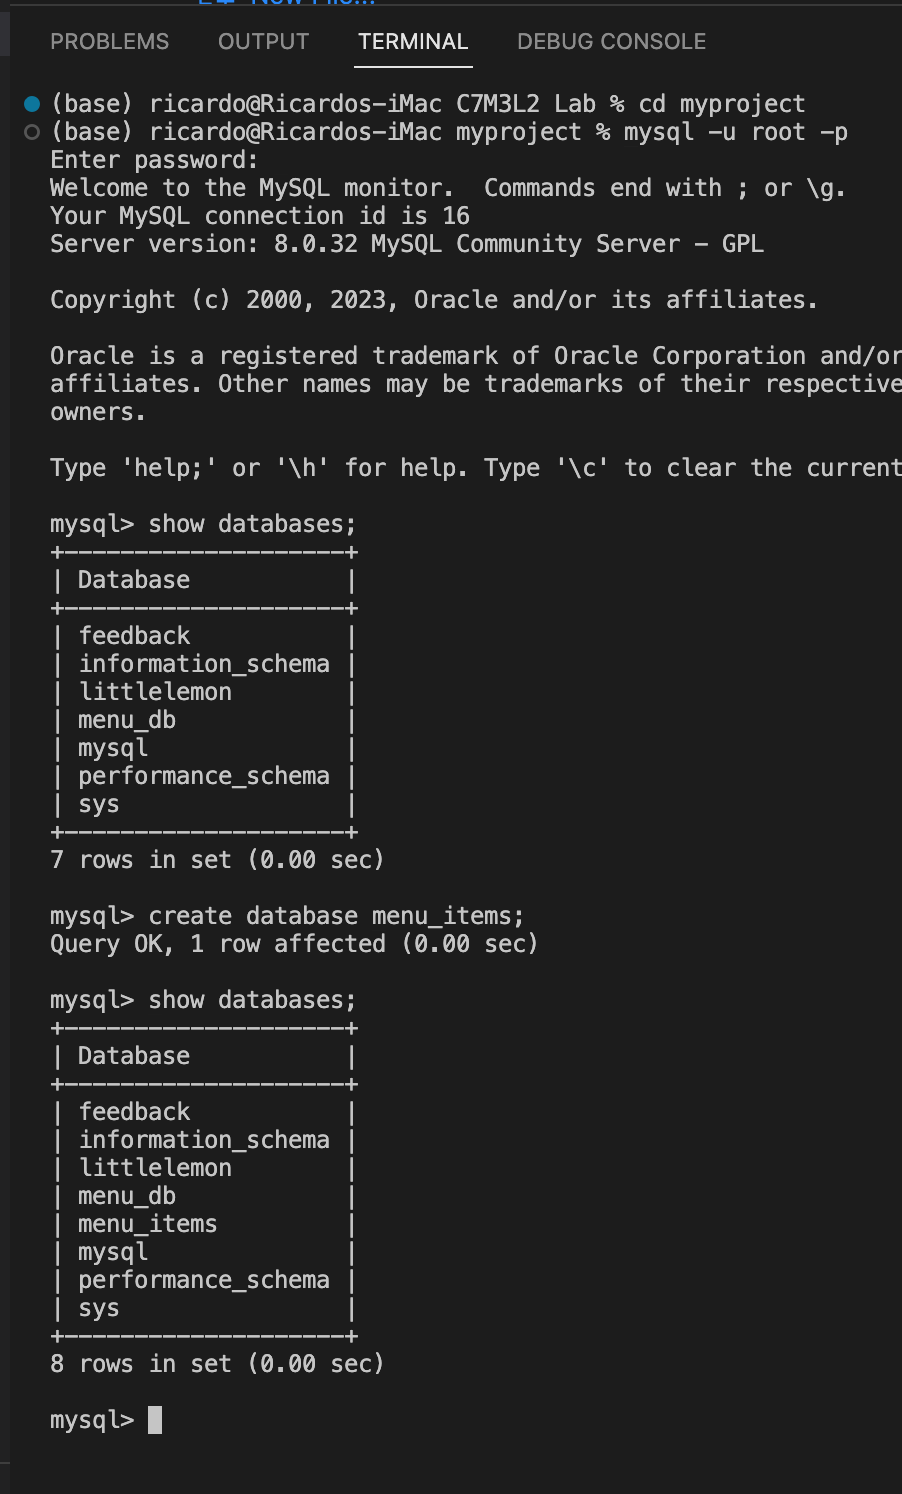 PROBLEMS OUTPUT TERMINAL DEBUG CONSOLE
(base) ricardo@Ricardos-iMac C7M3L2 Lab % cd myproject
(base) ricardo@Ricardos-iMac myproject % mysql -u root -p
Enter password:
Welcome to the MySQL monitor.  Commands end with ; or \g.
Your MySQL connection id is 16
Server version: 8.0.32 MySQL Community Server - GPL

Copyright (c) 2000, 2023, Oracle and/or its affiliates.

Oracle is a registered trademark of Oracle Corporation and/or
affiliates. Other names may be trademarks of their respective
owners.

Type 'help;' or '\h' for help. Type '\c' to clear the current

mysql> show databases;
+--------------------+
| Database           |
+--------------------+
| feedback           |
| information_schema |
| littlelemon        |
| menu_db            |
| mysql              |
| performance_schema |
| sys                |
+--------------------+
7 rows in set (0.00 sec)

mysql> create database menu_items;
Query OK, 1 row affected (0.00 sec)

mysql> show databases;
+--------------------+
| Database           |
+--------------------+
| feedback           |
| information_schema |
| littlelemon        |
| menu_db            |
| menu_items         |
| mysql              |
| performance_schema |
| sys                |
+--------------------+
8 rows in set (0.00 sec)

mysql>